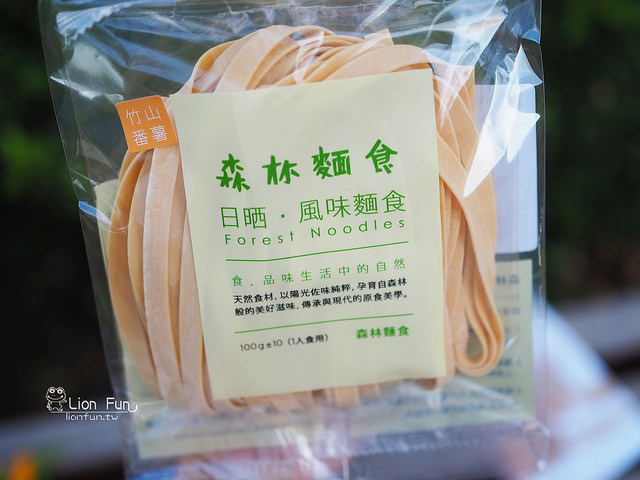 竹山
番薯
森林麵食
日晒·風味麵食
Forest Noodles
食，品味生活中的自然
天然食材，以陽光佐味純粹，孕育自森林
般的美好滋味，傳承與現代的原食美學。
100g±10（1人食用）
森林麵食
Lion Fun
lionfun.tw